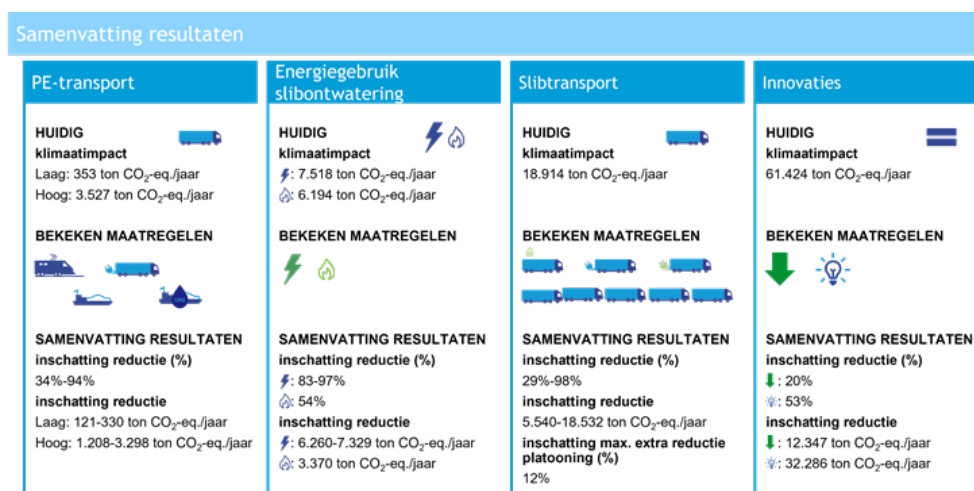 Samenvatting resultaten
PE-transport
HUIDIG
klimaatimpact
Laag: 353 ton CO₂-eq./jaar
Hoog: 3.527 ton CO₂-eq./jaar
BEKEKEN MAATREGELEN
LNG
SAMENVATTING RESULTATEN
inschatting reductie (%)
34%-94%
inschatting reductie
Laag: 121-330 ton CO₂-eq./jaar
Hoog: 1.208-3.298 ton CO₂-eq./jaar
Energiegebruik
slibontwatering
HUIDIG
klimaatimpact
: 7.518 ton CO₂-eq./jaar
: 6.194 ton CO₂-eq./jaar
BEKEKEN MAATREGELEN
SAMENVATTING RESULTATEN
inschatting reductie (%)
: 83-97%
: 54%
inschatting reductie
: 6.260-7.329 ton CO₂-eq./jaar
: 3.370 ton CO₂-eq./jaar
Slibtransport
HUIDIG
klimaatimpact
18.914 ton CO₂-eq./jaar
BEKEKEN MAATREGELEN
SAMENVATTING RESULTATEN
inschatting reductie (%)
29%-98%
inschatting reductie
5.540-18.532 ton CO₂-eq./jaar
inschatting max. extra reductie
platooning (%)
12%
Innovaties
HUIDIG
klimaatimpact
61.424 ton CO₂-eq./jaar
BEKEKEN MAATREGELEN
SAMENVATTING RESULTATEN
inschatting reductie (%)
: 20%
: 53%
inschatting reductie
: 12.347 ton CO₂-eq./jaar
: 32.286 ton CO₂-eq./jaar